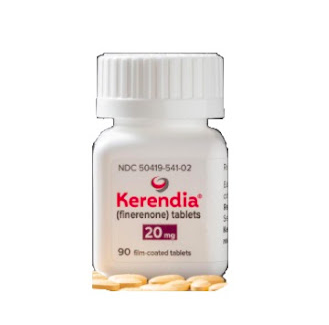 NDC 50419-541-02
Kerendia®
(finerenone) tablets
20 mg
90 film-coated tablets